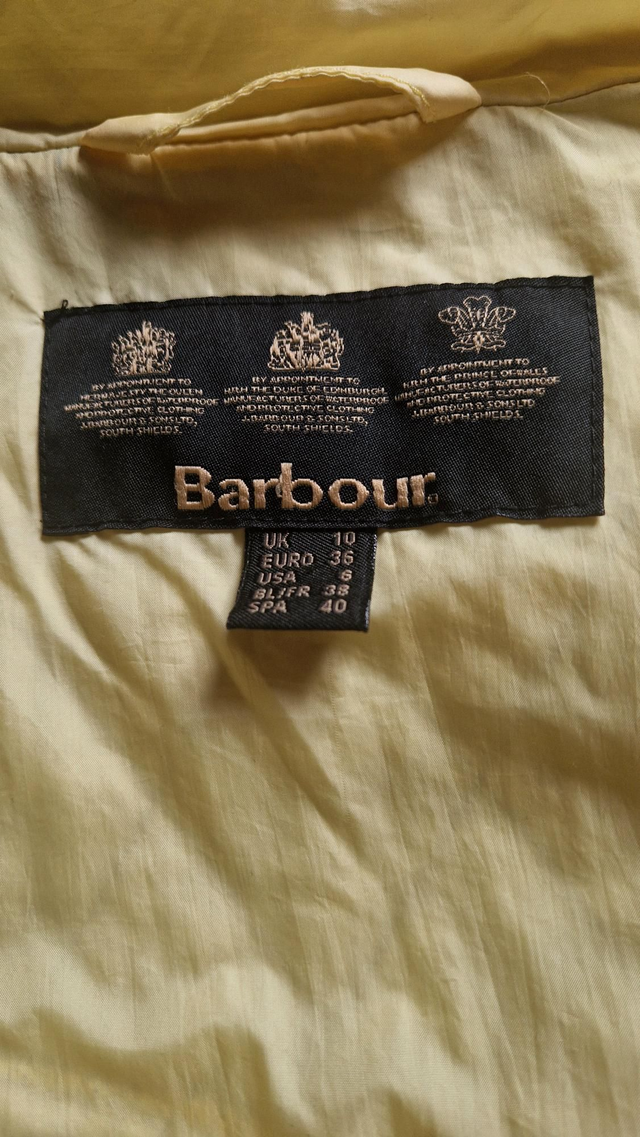 BY APPOINTMENT TO
HER MAJESTY THE QUEEN
MANUFACTURERS OF WATERPROOF
AND PROTECTIVE CLOTHING
J.BARBOUR & SONS LTD,
SOUTH SHIELDS.
BY APPOINTMENT TO
H.R.H THE DUKE OF EDINBURGH
MANUFACTURERS OF WATERPROOF
AND PROTECTIVE CLOTHING
J.BARBOUR & SONS LTD,
SOUTH SHIELDS.
BY APPOINTMENT TO
H.R.H THE PRINCE OF WALES
MANUFACTURERS OF WATERPROOF
AND PROTECTIVE CLOTHING
J.BARBOUR & SONS LTD,
SOUTH SHIELDS.
Barbour
UK 10
EURO 36
USA 6
BL/FR 38
SPA 40